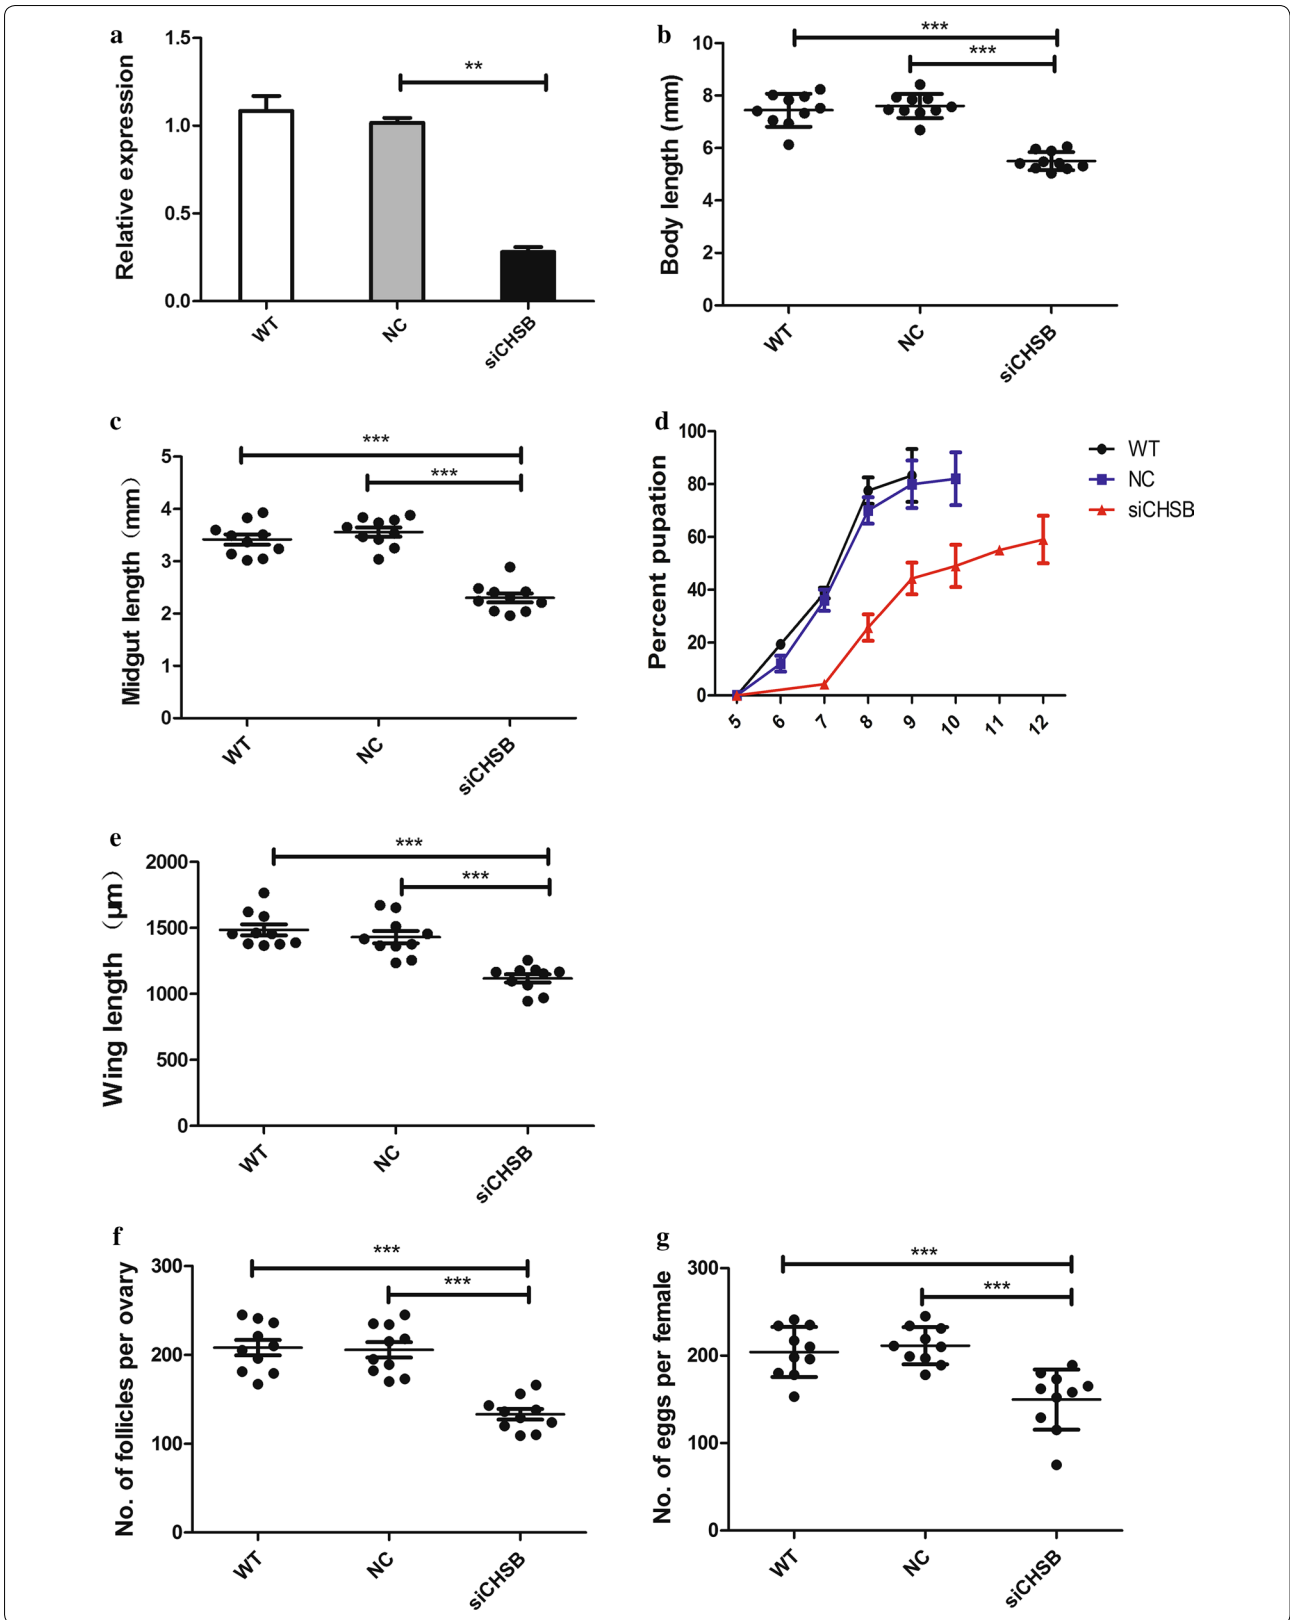 a
Relative expression
1.5
1.0
0.5
0.0
**
WT
NC
siCHSB
b
Body length (mm)
10
8
6
4
2
0
***
***
WT
NC
siCHSB
c
Midgut length (mm)
5
4
3
2
1
0
***
***
WT
NC
siCHSB
d
Percent pupation
100
80
60
40
20
0
5
6
7
8
9
10
11
12
WT
NC
siCHSB
e
Wing length (μm)
2000
1500
1000
500
0
***
***
WT
NC
siCHSB
f
No. of follicles per ovary
300
200
100
0
***
***
WT
NC
siCHSB
g
No. of eggs per female
300
200
100
0
***
***
WT
NC
siCHSB